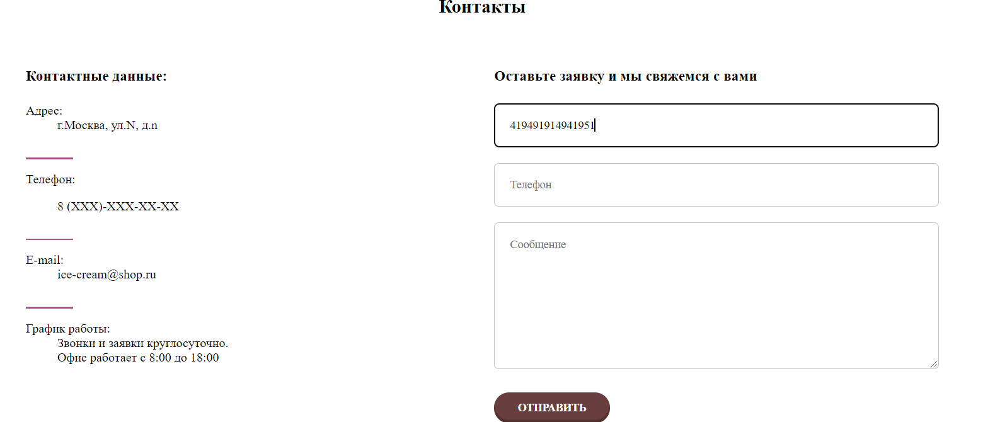 Контакты
Контактные данные:
Адрес:
г.Москва, ул.N, д.n
Телефон:
8 (XXX)-XXX-XX-XX
E-mail:
ice-cream@shop.ru
График работы:
Звонки и заявки круглосуточно.
Офис работает с 8:00 до 18:00
Оставьте заявку и мы свяжемся с вами
419491914941951
Телефон
Сообщение
ОТПРАВИТЬ